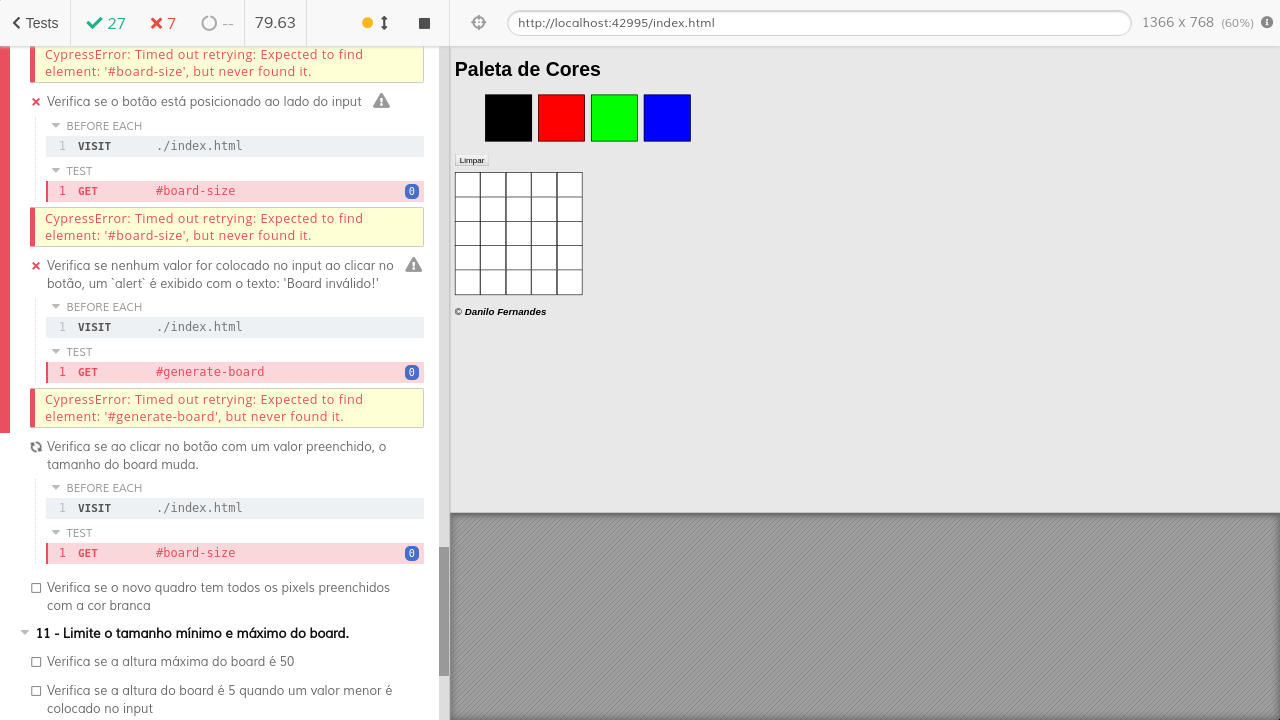 Tests
27
7
--
79.63
http://localhost:42995/index.html
1366 x 768 (60%)
CypressError: Timed out retrying: Expected to find
element: '#board-size', but never found it.
Verifica se o botão está posicionado ao lado do input
BEFORE EACH
1 VISIT ./index.html
TEST
1 GET #board-size 0
CypressError: Timed out retrying: Expected to find
element: '#board-size', but never found it.
Verifica se nenhum valor for colocado no input ao clicar no
botão, um `alert` é exibido com o texto: 'Board inválido!'
BEFORE EACH
1 VISIT ./index.html
TEST
1 GET #generate-board 0
CypressError: Timed out retrying: Expected to find
element: '#generate-board', but never found it.
Verifica se ao clicar no botão com um valor preenchido, o
tamanho do board muda.
BEFORE EACH
1 VISIT ./index.html
TEST
1 GET #board-size 0
Verifica se o novo quadro tem todos os pixels preenchidos
com a cor branca
11 - Limite o tamanho mínimo e máximo do board.
Verifica se a altura máxima do board é 50
Verifica se a altura do board é 5 quando um valor menor é
colocado no input
Paleta de Cores
Limpar
© Danilo Fernandes